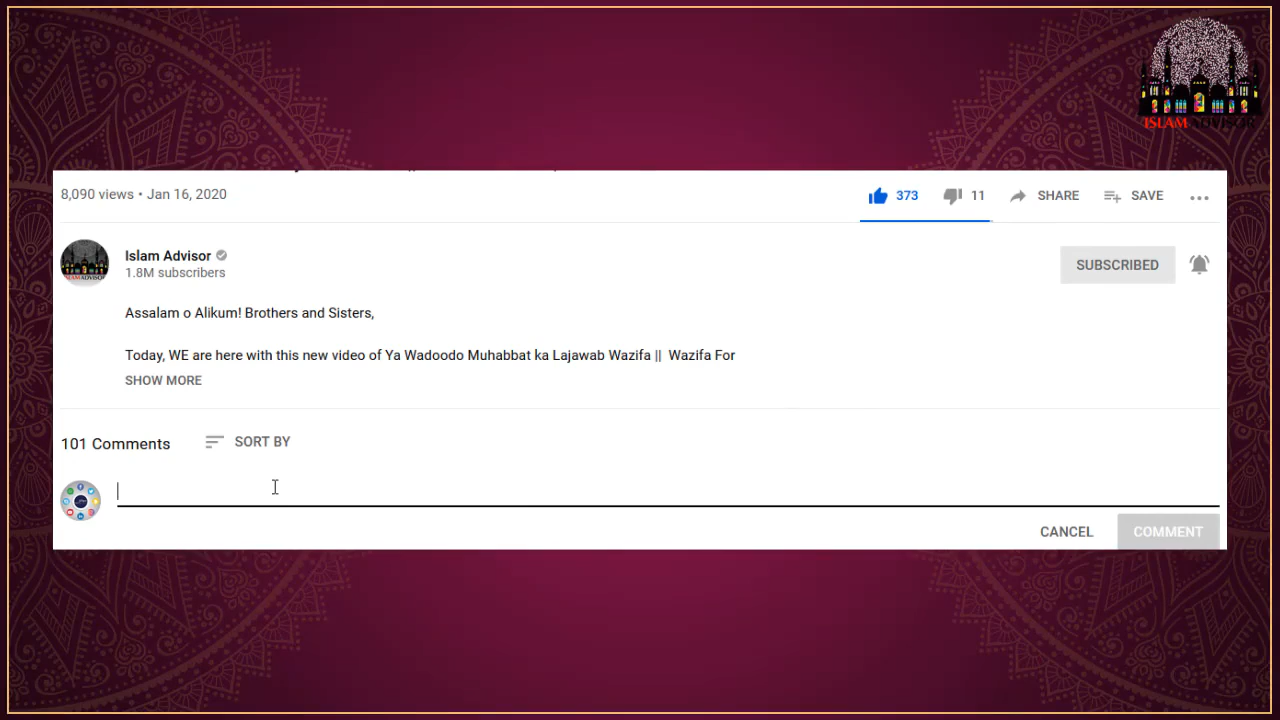 ISLAM ADVISOR
8,090 views • Jan 16, 2020
373
11
SHARE
SAVE
Islam Advisor
1.8M subscribers
SUBSCRIBED
Assalam o Alikum! Brothers and Sisters,
Today, WE are here with this new video of Ya Wadoodo Muhabbat ka Lajawab Wazifa || Wazifa For
SHOW MORE
101 Comments
SORT BY
CANCEL
COMMENT